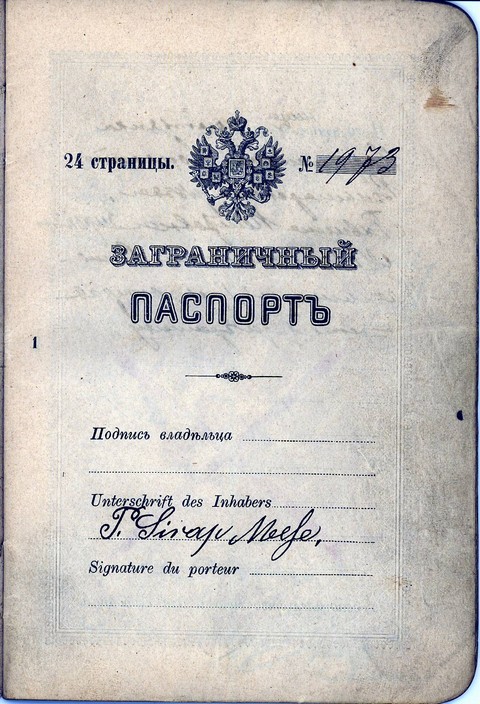 24 страницы.
№ 1973
ЗАГРАНИЧНЫЙ
ПАСПОРТЪ
1
Подпись владѣльца
Unterschrift des Inhabers
Signature du porteur